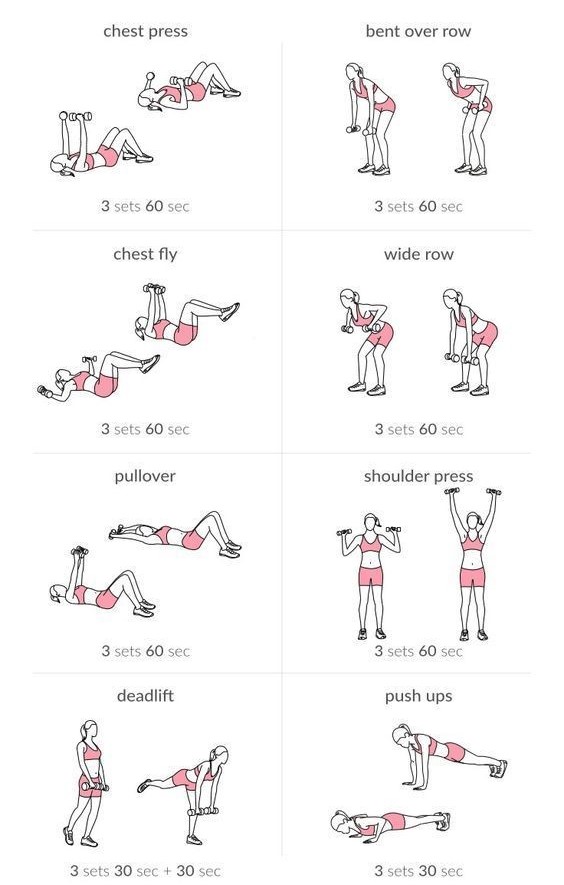 chest press
bent over row
3 sets 60 sec
3 sets 60 sec
chest fly
wide row
3 sets 60 sec
3 sets 60 sec
pullover
shoulder press
3 sets 60 sec
3 sets 60 sec
deadlift
push ups
3 sets 30 sec + 30 sec
3 sets 30 sec